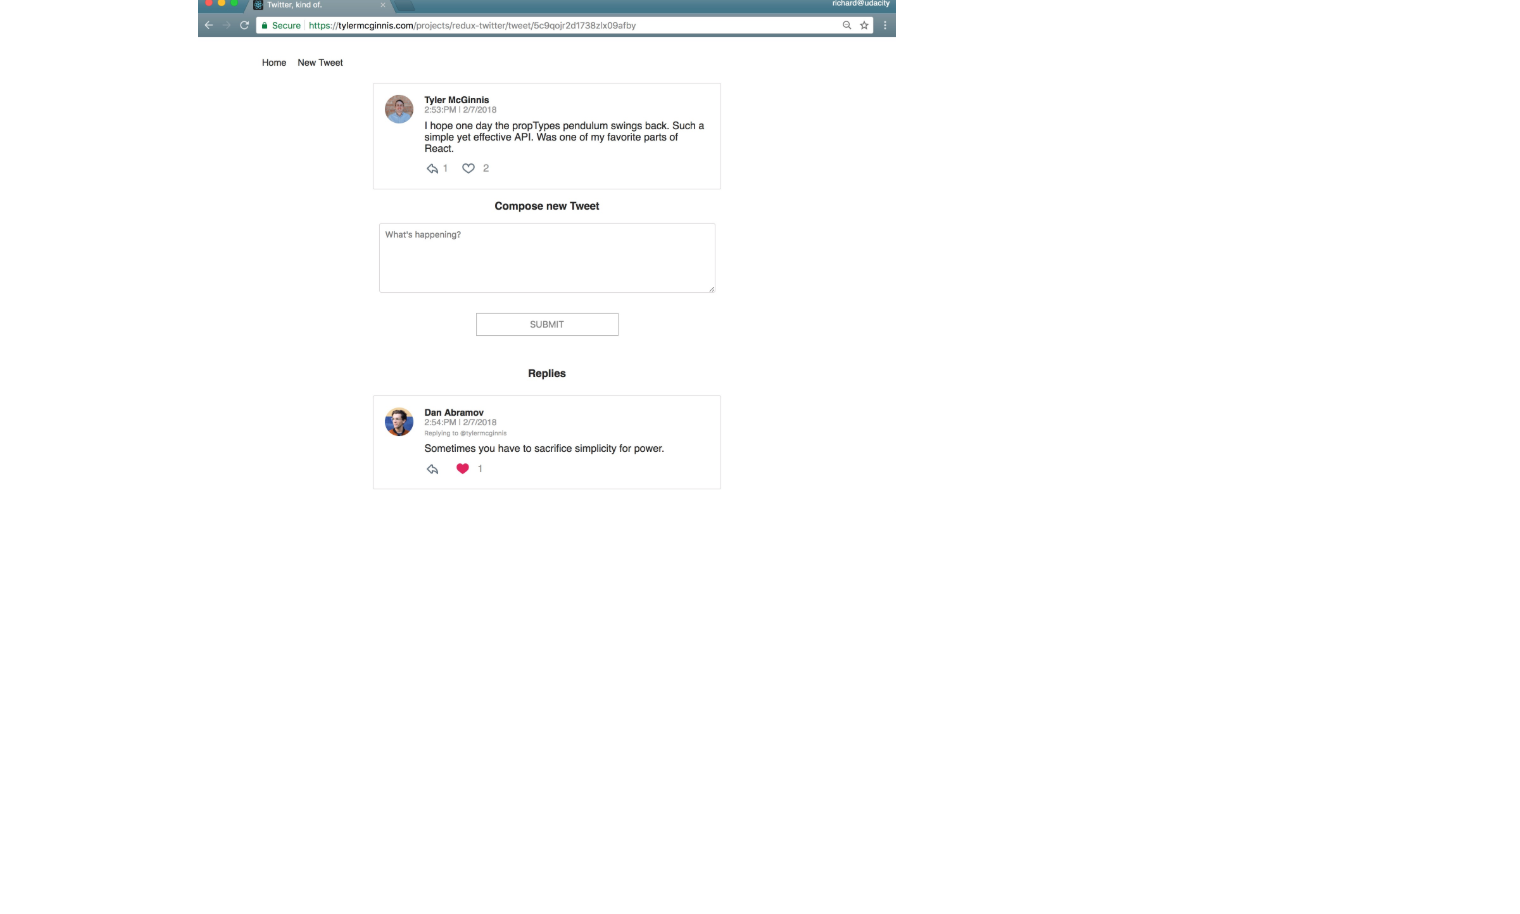 Twitter, kind of.
richard@udacity
Secure https://tylermcginnis.com/projects/redux-twitter/tweet/5c9qojr2d1738zlx09afby
Home New Tweet
Tyler McGinnis
2:53:PM | 2/7/2018
I hope one day the propTypes pendulum swings back. Such a
simple yet effective API. Was one of my favorite parts of
React.
1 2
Compose new Tweet
What's happening?
SUBMIT
Replies
Dan Abramov
2:54:PM | 2/7/2018
Replying to @tylermcginnis
Sometimes you have to sacrifice simplicity for power.
1